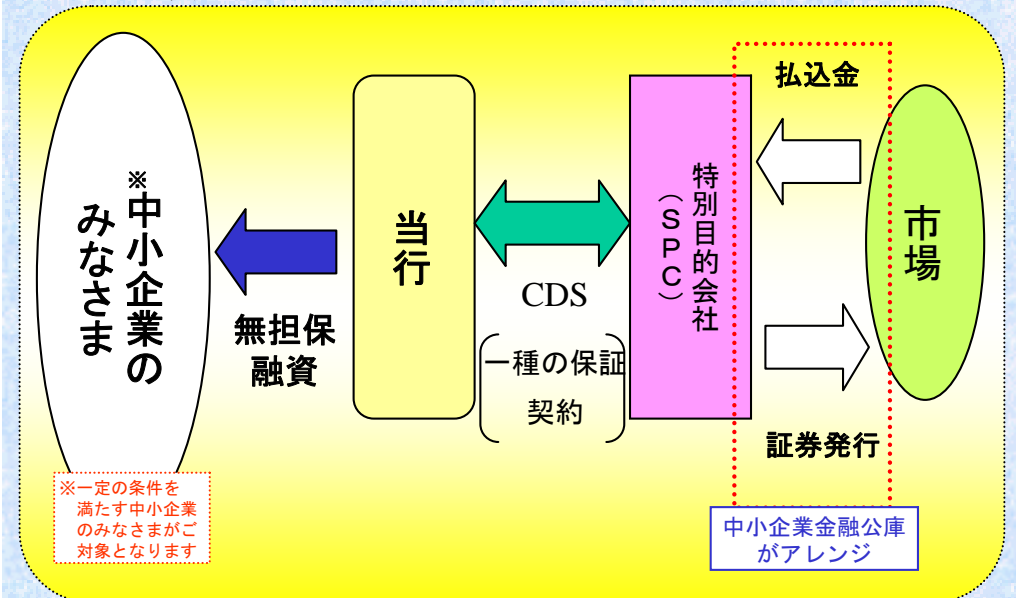 ※中小企業の
みなさま
※一定の条件を
満たす中小企業
のみなさまがご
対象となります
無担保
融資
当行
CDS
一種の保証
契約
特別目的会社
（SPC）
払込金
証券発行
市場
中小企業金融公庫
がアレンジ